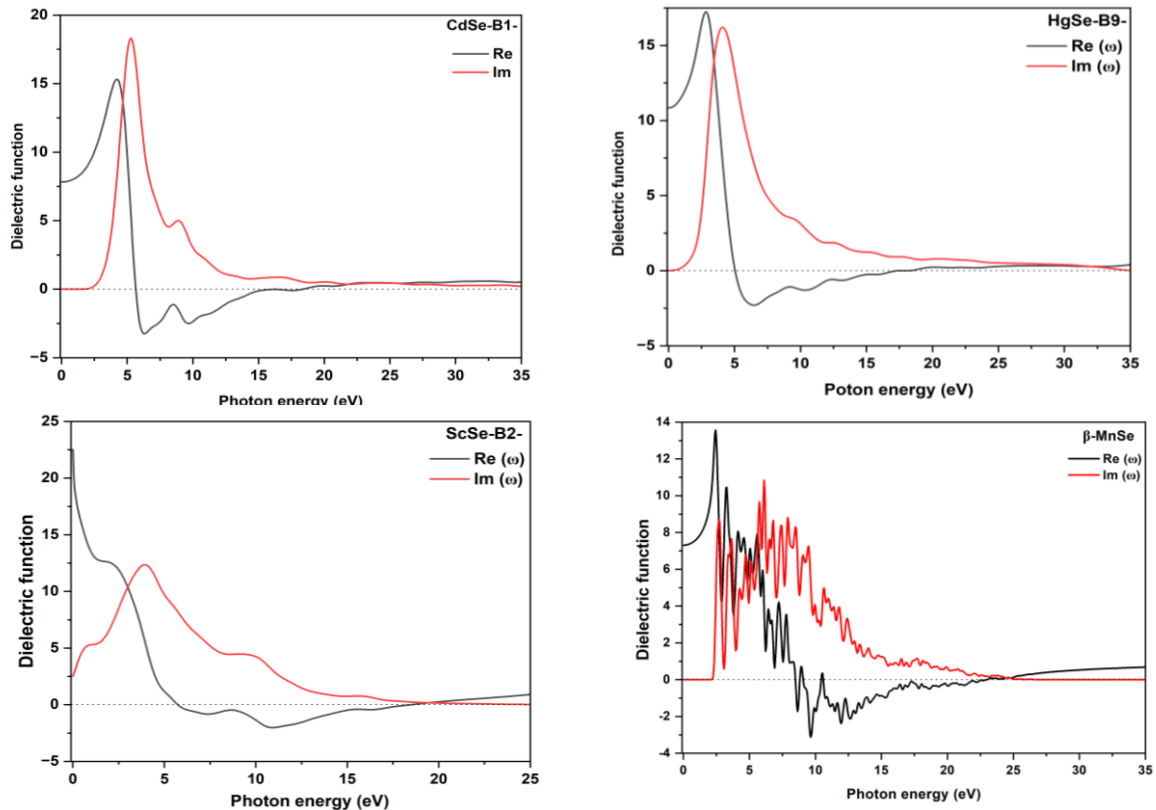 CdSe-B1-
Re
Im
Dielectric function
20
15
10
5
0
−5
0 5 10 15 20 25 30 35
Photon energy (eV)
HgSe-B9-
Re (ω)
Im (ω)
Dielectric function
15
10
5
0
−5
0 5 10 15 20 25 30 35
Poton energy (eV)
ScSe-B2-
Re (ω)
Im (ω)
Dielectric function
25
20
15
10
5
0
−5
0 5 10 15 20 25
Photon energy (eV)
β-MnSe
Re (ω)
Im (ω)
Dielectric function
14
12
10
8
6
4
2
0
-2
-4
0 5 10 15 20 25 30 35
Photon energy (eV)